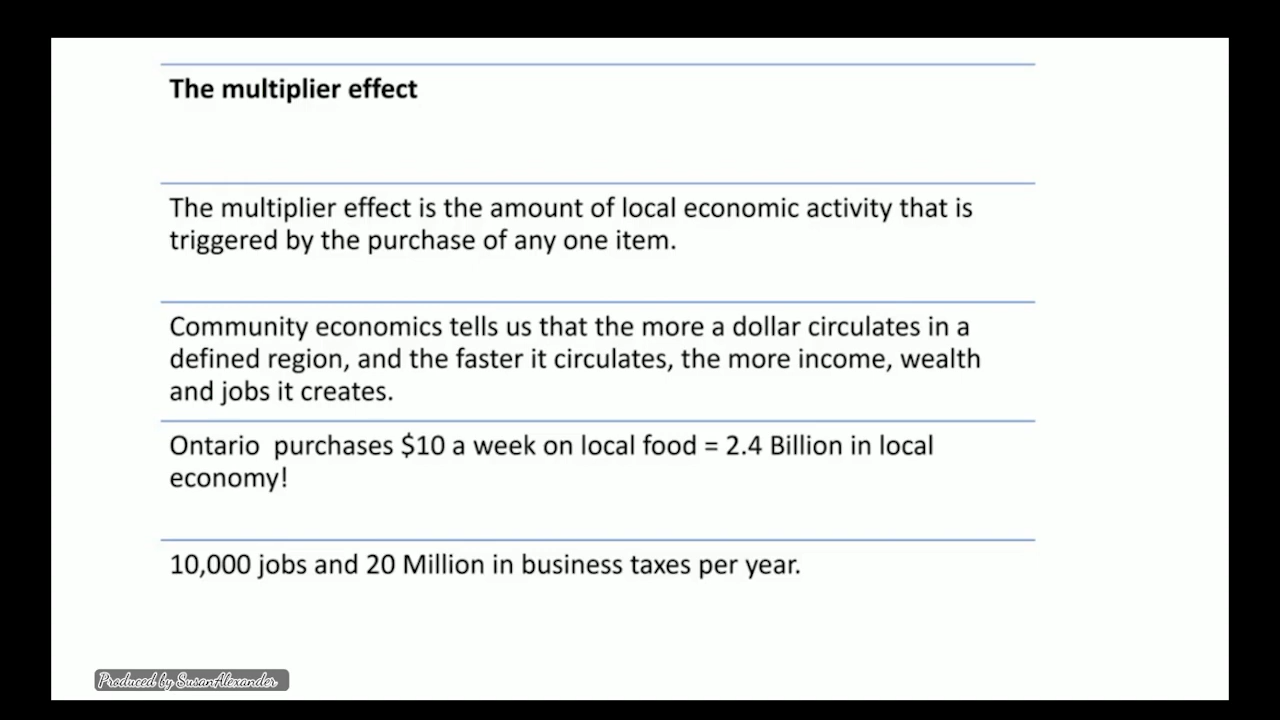 The multiplier effect
The multiplier effect is the amount of local economic activity that is
triggered by the purchase of any one item.
Community economics tells us that the more a dollar circulates in a
defined region, and the faster it circulates, the more income, wealth
and jobs it creates.
Ontario  purchases $10 a week on local food = 2.4 Billion in local
economy!
10,000 jobs and 20 Million in business taxes per year.
Produced by SusanAlexander